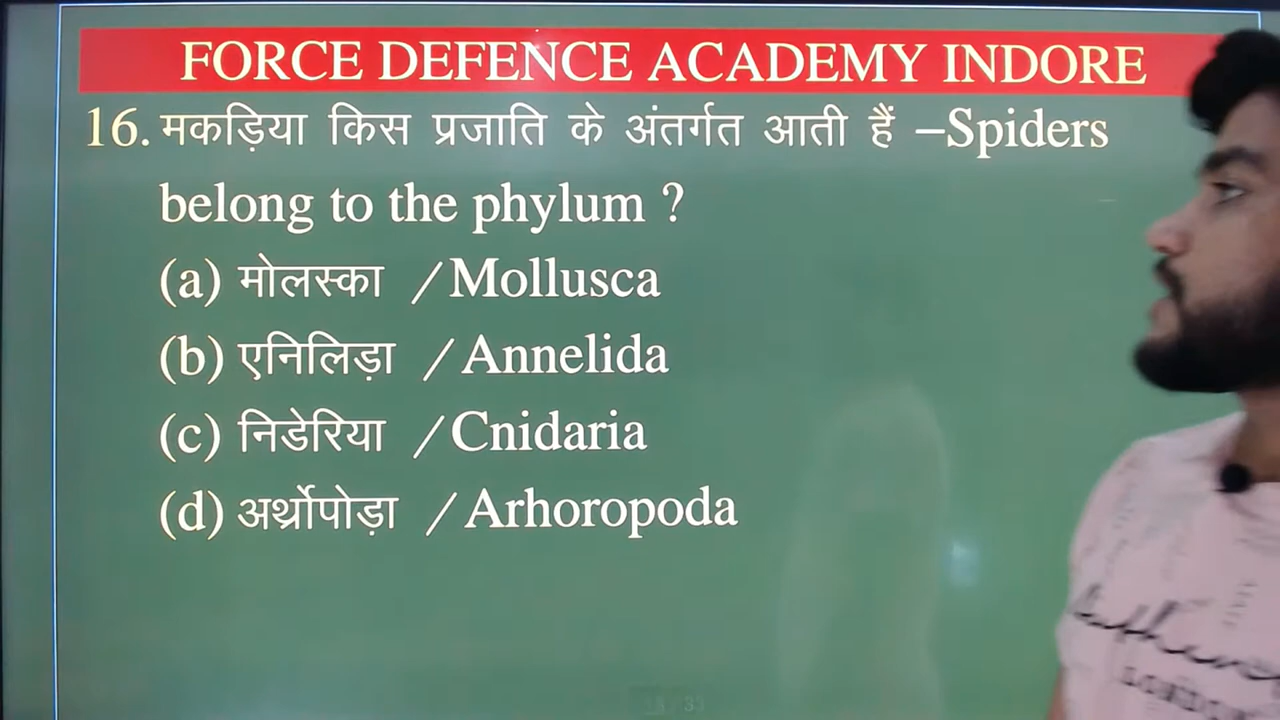 FORCE DEFENCE ACADEMY INDORE
16. मकड़िया किस प्रजाति के अंतर्गत आती हैं –Spiders
belong to the phylum ?
(a) मोलस्का / Mollusca
(b) एनिलिड़ा / Annelida
(c) निडेरिया / Cnidaria
(d) अर्थ्रोपोड़ा / Arhoropoda
LONDON